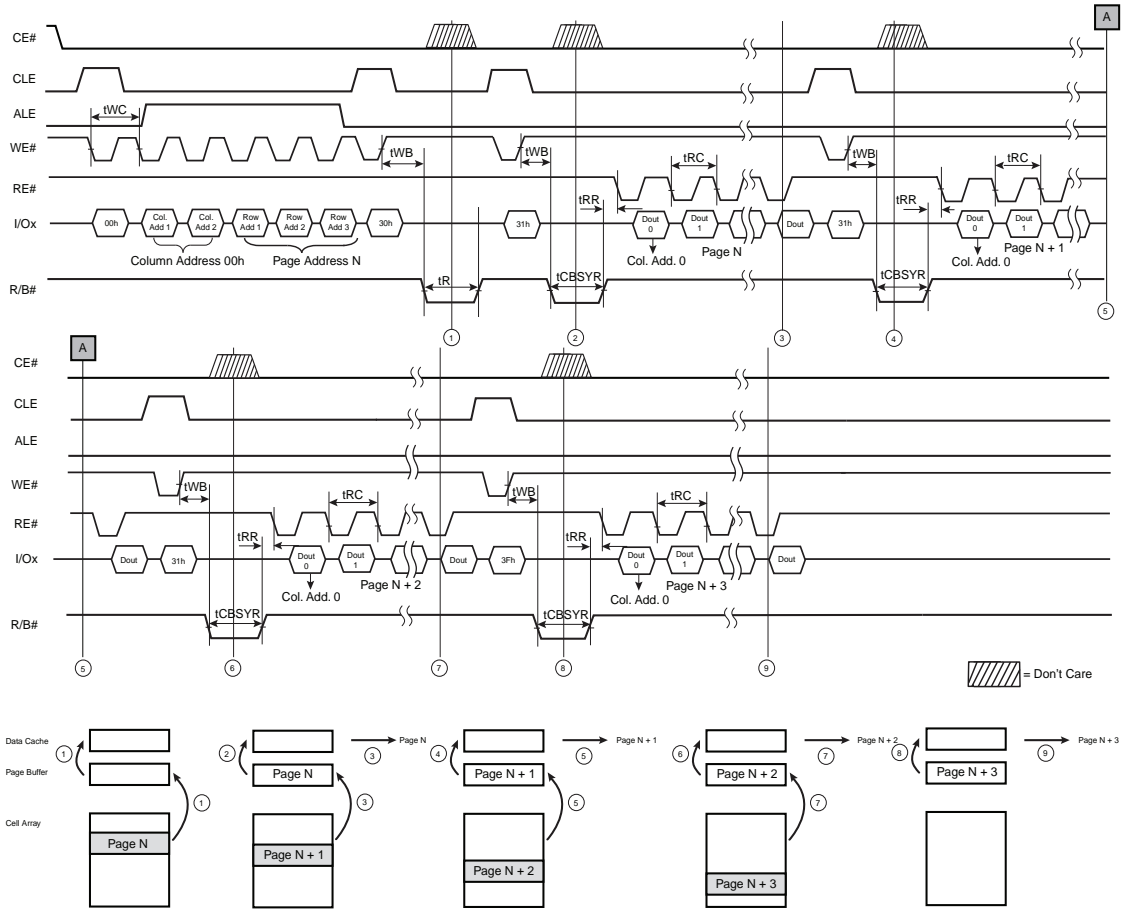 A
CE#
CLE
tWC
ALE
WE#
tWB
tWB
tWB
tRC
tRC
RE#
tRR
tRR
I/Ox
00h
Col. Add 1
Col. Add 2
Row Add 1
Row Add 2
Row Add 3
30h
31h
Dout 0
Dout 1
Page N
Dout
31h
Dout 0
Dout 1
Page N + 1
Column Address 00h
Page Address N
Col. Add. 0
Col. Add. 0
R/B#
tR
tCBSYR
tCBSYR
1
2
3
4
5
A
CE#
CLE
ALE
WE#
tWB
tWB
tRC
tRC
RE#
tRR
tRR
I/Ox
Dout
31h
Dout 0
Dout 1
Page N + 2
Dout
3Fh
Dout 0
Dout 1
Page N + 3
Dout
Col. Add. 0
Col. Add. 0
R/B#
tCBSYR
tCBSYR
5
6
7
8
9
= Don't Care
Data Cache
1
2
3
Page N
4
5
Page N + 1
6
7
Page N + 2
8
9
Page N + 3
Page Buffer
Page N
Page N + 1
Page N + 2
Page N + 3
1
3
5
7
Cell Array
Page N
Page N + 1
Page N + 2
Page N + 3